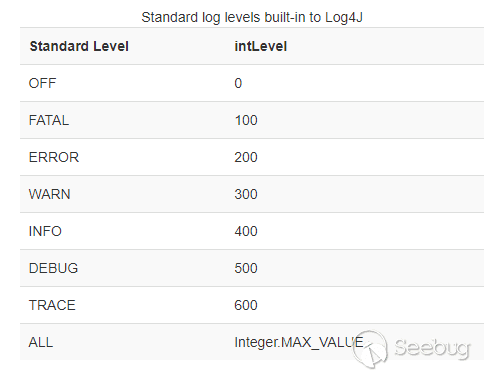 Standard log levels built-in to Log4J
Standard Level intLevel
OFF 0
FATAL 100
ERROR 200
WARN 300
INFO 400
DEBUG 500
TRACE 600
ALL Integer.MAX_VALUE
Seebug